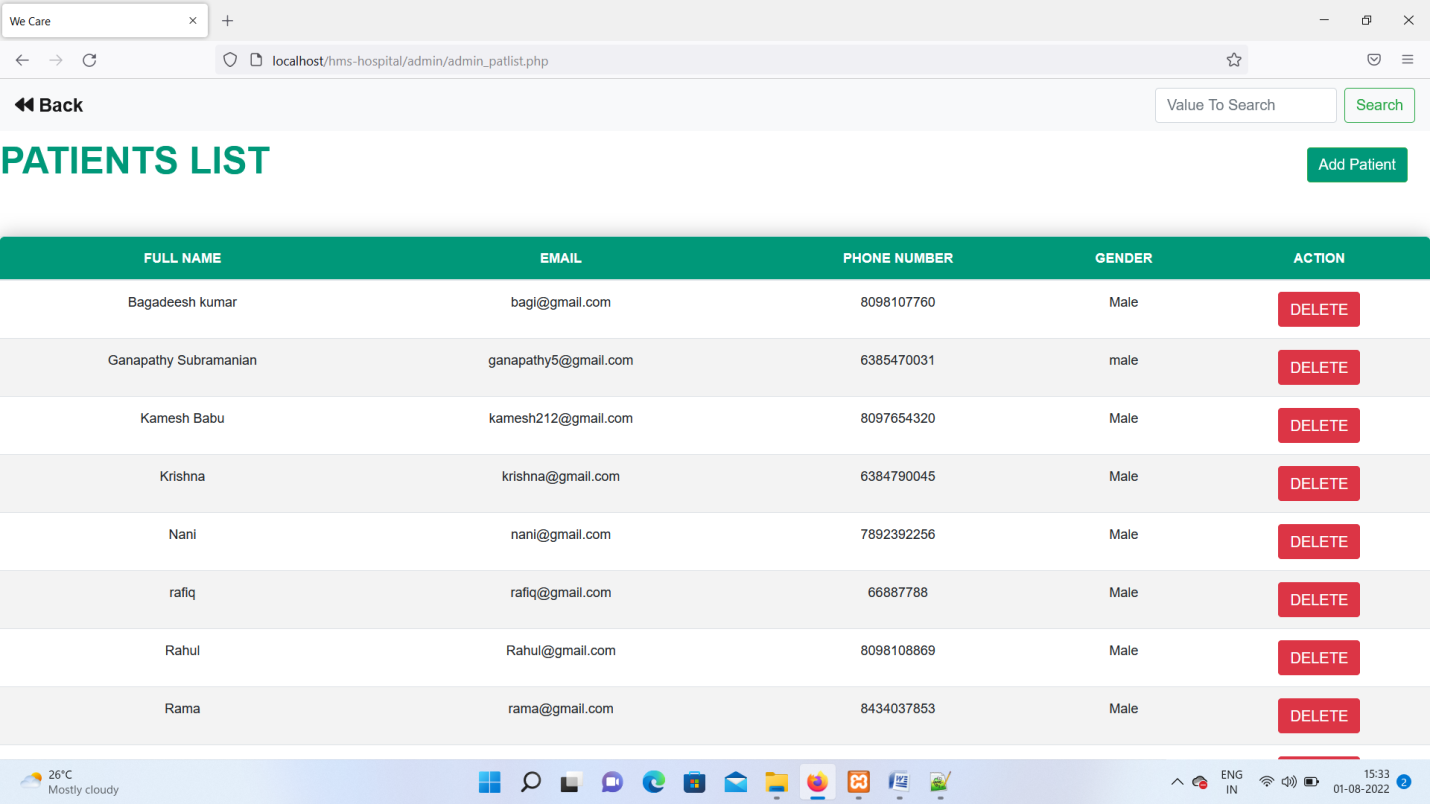 We Care
localhost/hms-hospital/admin/admin_patlist.php
Back
Value To Search
Search
PATIENTS LIST
Add Patient
FULL NAME EMAIL PHONE NUMBER GENDER ACTION
Bagadeesh kumar bagi@gmail.com 8098107760 Male DELETE
Ganapathy Subramanian ganapathy5@gmail.com 6385470031 male DELETE
Kamesh Babu kamesh212@gmail.com 8097654320 Male DELETE
Krishna krishna@gmail.com 6384790045 Male DELETE
Nani nani@gmail.com 7892392256 Male DELETE
rafiq rafiq@gmail.com 66887788 Male DELETE
Rahul Rahul@gmail.com 8098108869 Male DELETE
Rama rama@gmail.com 8434037853 Male DELETE
26°C
Mostly cloudy
ENG
IN
15:33
01-08-2022
2